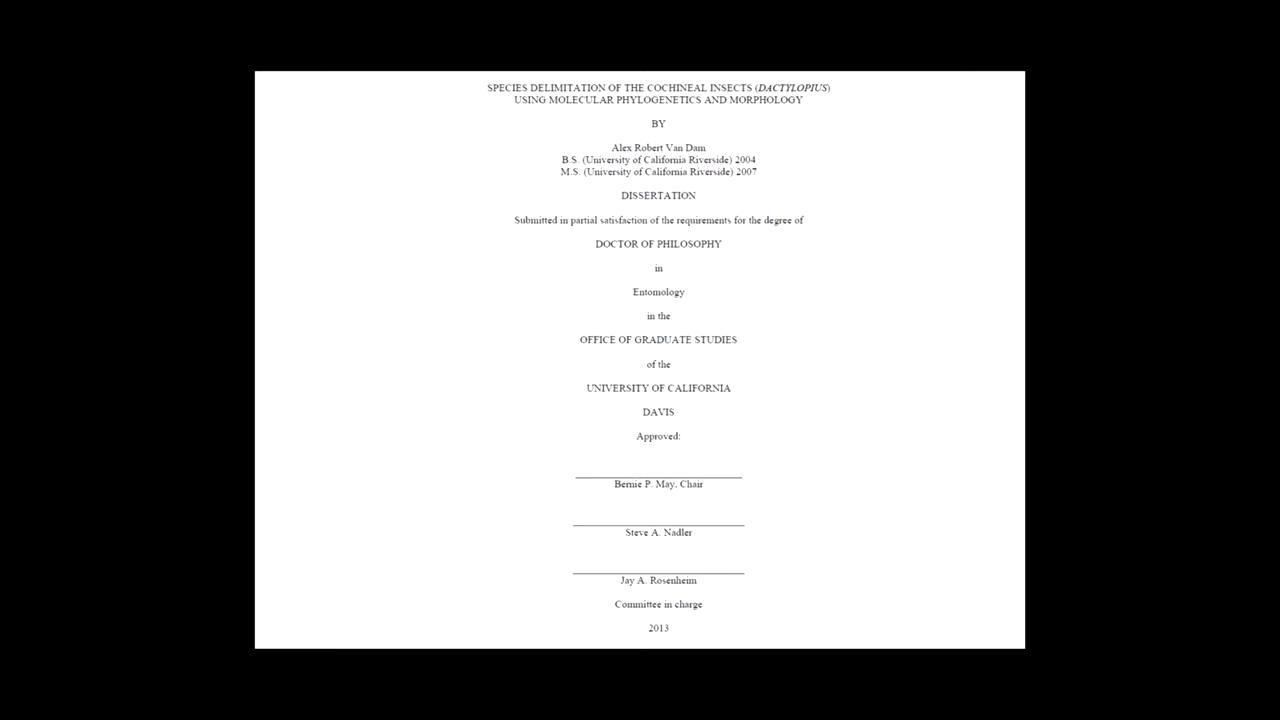 SPECIES DELIMITATION OF THE COCHINEAL INSECTS (DACTYLOPIUS)
USING MOLECULAR PHYLOGENETICS AND MORPHOLOGY
BY
Alex Robert Van Dam
B.S. (University of California Riverside) 2004
M.S. (University of California Riverside) 2007
DISSERTATION
Submitted in partial satisfaction of the requirements for the degree of
DOCTOR OF PHILOSOPHY
in
Entomology
in the
OFFICE OF GRADUATE STUDIES
of the
UNIVERSITY OF CALIFORNIA
DAVIS
Approved:
Bernie P. May, Chair
Steve A. Nadler
Jay A. Rosenheim
Committee in charge
2013